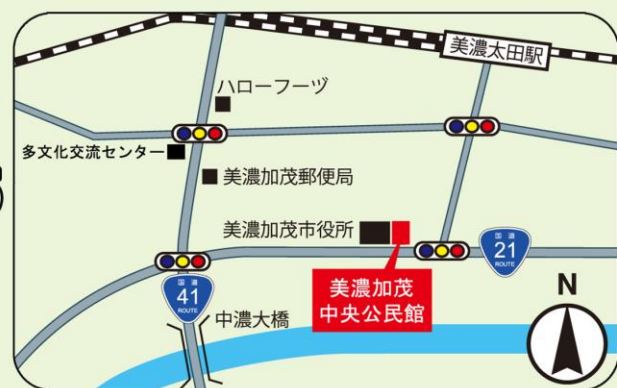 美濃太田駅
ハローフーヅ
多文化交流センター
美濃加茂郵便局
美濃加茂市役所
国道
21
ROUTE
美濃加茂
中央公民館
国道
41
ROUTE
中濃大橋
N